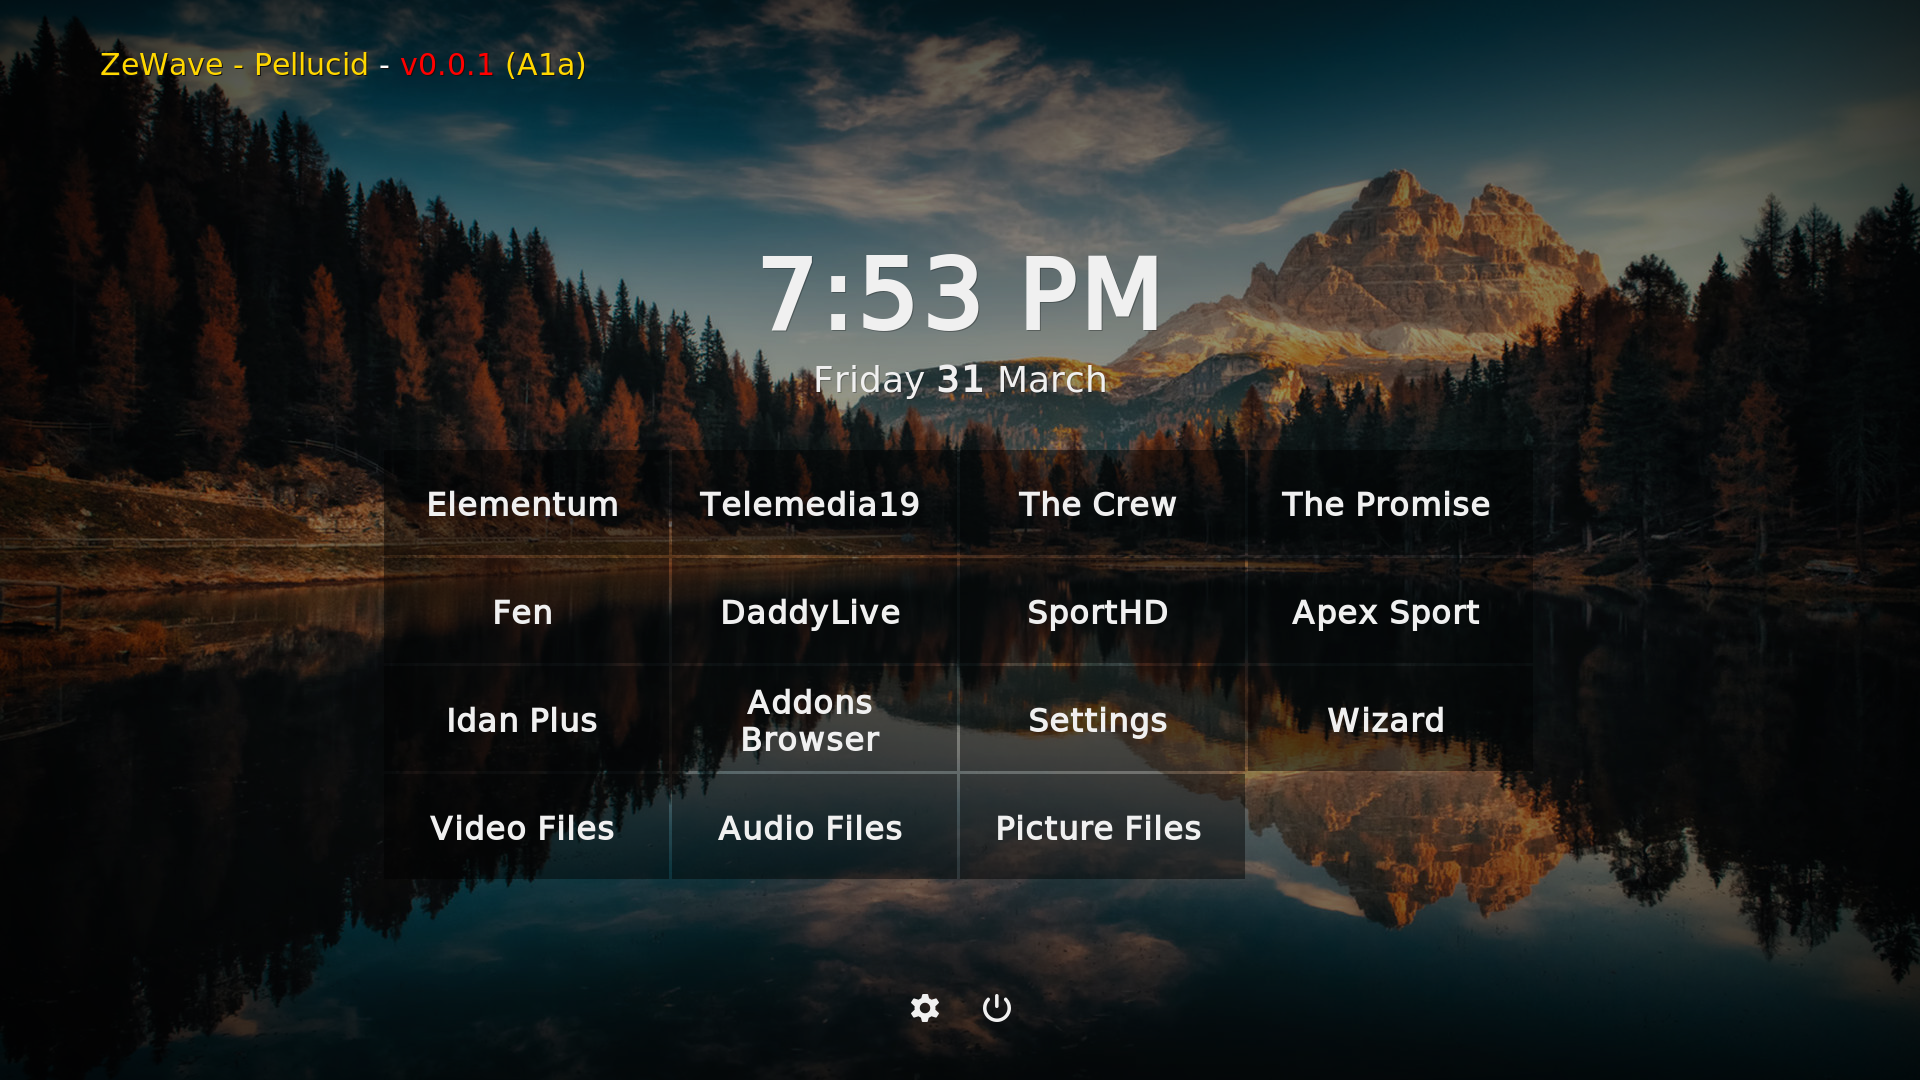 ZeWave - Pellucid - v0.0.1 (A1a)
7:53 PM
Friday 31 March
Elementum
Telemedia19
The Crew
The Promise
Fen
DaddyLive
SportHD
Apex Sport
Idan Plus
Addons
Browser
Settings
Wizard
Video Files
Audio Files
Picture Files